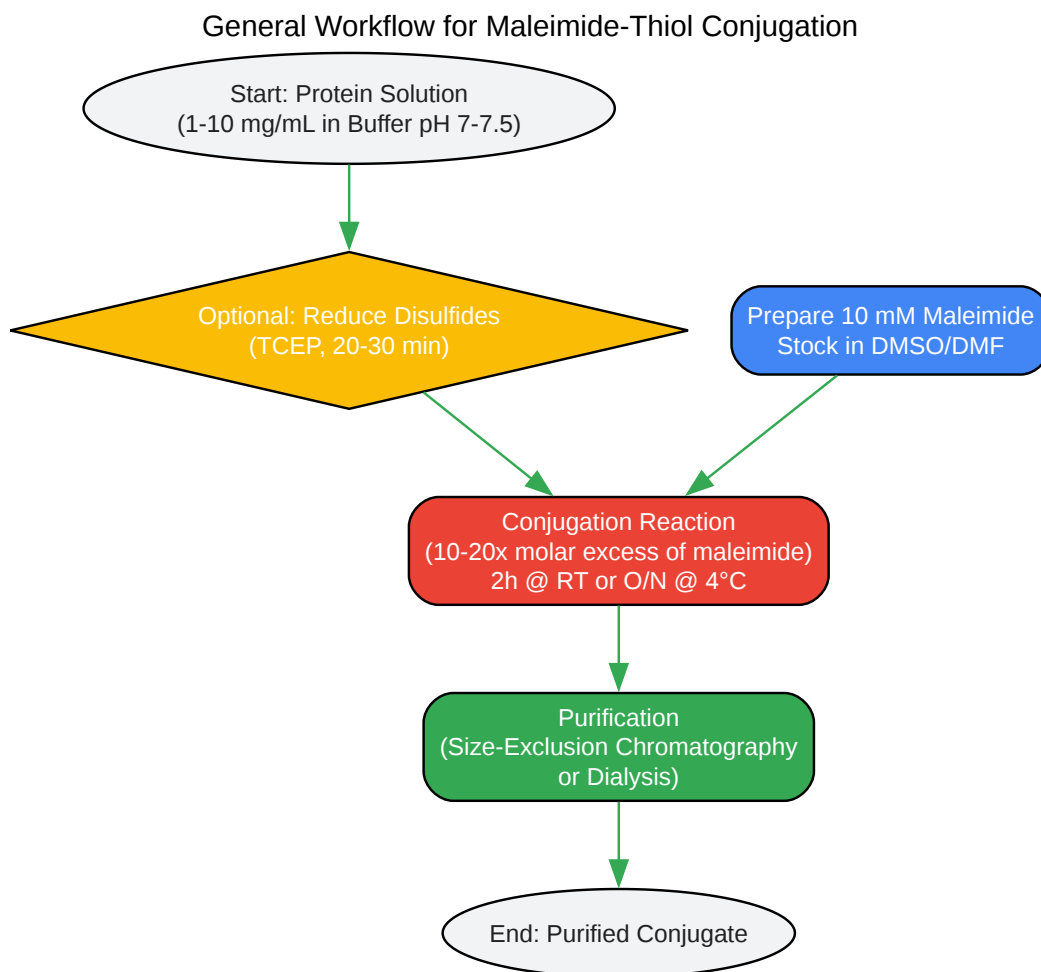 General Workflow for Maleimide-Thiol Conjugation
Start: Protein Solution
(1-10 mg/mL in Buffer pH 7-7.5)
Optional: Reduce Disulfides
(TCEP, 20-30 min)
Prepare 10 mM Maleimide
Stock in DMSO/DMF
Conjugation Reaction
(10-20x molar excess of maleimide)
2h @ RT or O/N @ 4°C
Purification
(Size-Exclusion Chromatography
or Dialysis)
End: Purified Conjugate